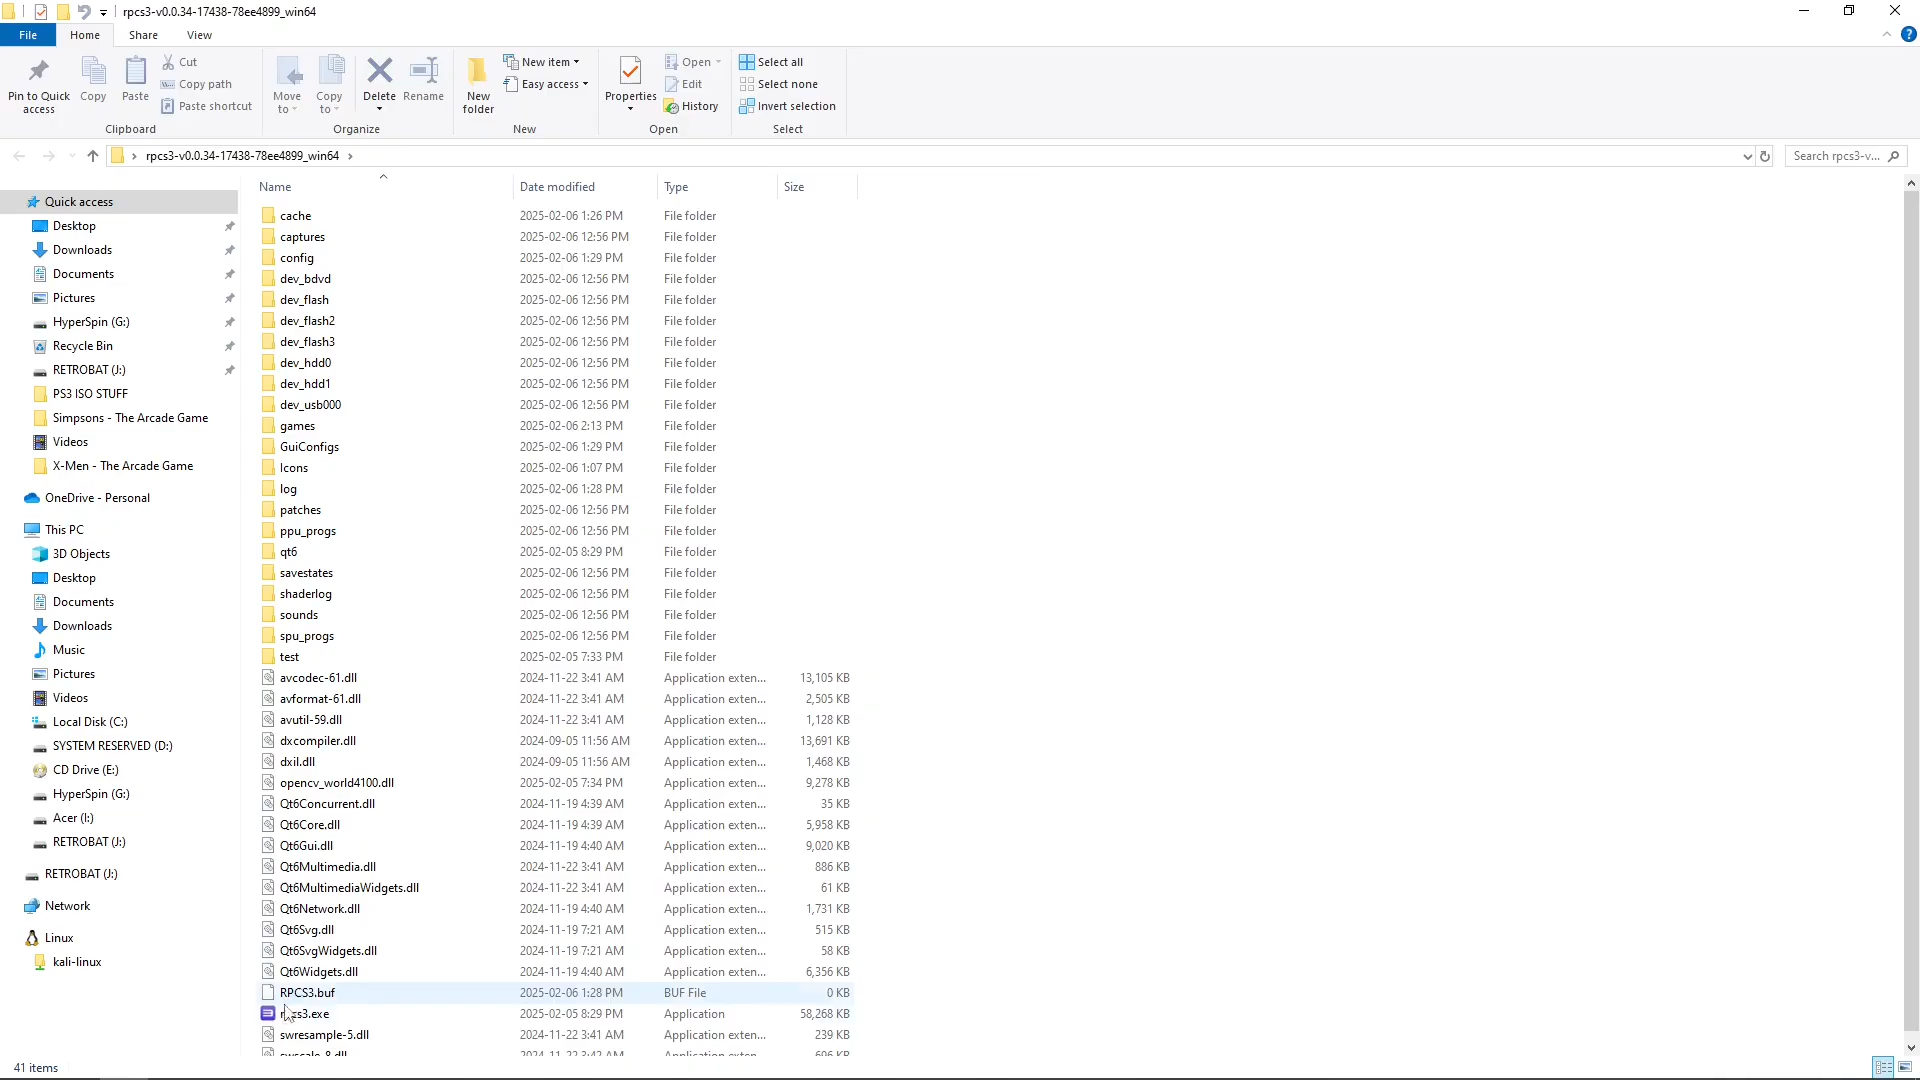 rpcs3-v0.0.34-17438-78ee4899_win64
File Home Share View
Pin to Quick access
Copy
Paste
Cut
Copy path
Paste shortcut
Clipboard
Move to
Copy to
Delete
Rename
Organize
New folder
New item
Easy access
New
Properties
Open
Edit
History
Open
Select all
Select none
Invert selection
Select
rpcs3-v0.0.34-17438-78ee4899_win64
Search rpcs3-v...
Quick access
Desktop
Downloads
Documents
Pictures
HyperSpin (G:)
Recycle Bin
RETROBAT (J:)
PS3 ISO STUFF
Simpsons - The Arcade Game
Videos
X-Men - The Arcade Game
OneDrive - Personal
This PC
3D Objects
Desktop
Documents
Downloads
Music
Pictures
Videos
Local Disk (C:)
SYSTEM RESERVED (D:)
CD Drive (E:)
HyperSpin (G:)
Acer (I:)
RETROBAT (J:)
RETROBAT (J:)
Network
Linux
kali-linux
Name Date modified Type Size
cache 2025-02-06 1:26 PM File folder
captures 2025-02-06 12:56 PM File folder
config 2025-02-06 1:29 PM File folder
dev_bdvd 2025-02-06 12:56 PM File folder
dev_flash 2025-02-06 12:56 PM File folder
dev_flash2 2025-02-06 12:56 PM File folder
dev_flash3 2025-02-06 12:56 PM File folder
dev_hdd0 2025-02-06 12:56 PM File folder
dev_hdd1 2025-02-06 12:56 PM File folder
dev_usb000 2025-02-06 12:56 PM File folder
games 2025-02-06 2:13 PM File folder
GuiConfigs 2025-02-06 1:29 PM File folder
Icons 2025-02-06 1:07 PM File folder
log 2025-02-06 1:28 PM File folder
patches 2025-02-06 12:56 PM File folder
ppu_progs 2025-02-06 12:56 PM File folder
qt6 2025-02-05 8:29 PM File folder
savestates 2025-02-06 12:56 PM File folder
shaderlog 2025-02-06 12:56 PM File folder
sounds 2025-02-06 12:56 PM File folder
spu_progs 2025-02-06 12:56 PM File folder
test 2025-02-05 7:33 PM File folder
avcodec-61.dll 2024-11-22 3:41 AM Application exten... 13,105 KB
avformat-61.dll 2024-11-22 3:41 AM Application exten... 2,505 KB
avutil-59.dll 2024-11-22 3:41 AM Application exten... 1,128 KB
dxcompiler.dll 2024-09-05 11:56 AM Application exten... 13,691 KB
dxil.dll 2024-09-05 11:56 AM Application exten... 1,468 KB
opencv_world4100.dll 2025-02-05 7:34 PM Application exten... 9,278 KB
Qt6Concurrent.dll 2024-11-19 4:39 AM Application exten... 35 KB
Qt6Core.dll 2024-11-19 4:39 AM Application exten... 5,958 KB
Qt6Gui.dll 2024-11-19 4:40 AM Application exten... 9,020 KB
Qt6Multimedia.dll 2024-11-22 3:41 AM Application exten... 886 KB
Qt6MultimediaWidgets.dll 2024-11-22 3:41 AM Application exten... 61 KB
Qt6Network.dll 2024-11-19 4:40 AM Application exten... 1,731 KB
Qt6Svg.dll 2024-11-19 7:21 AM Application exten... 515 KB
Qt6SvgWidgets.dll 2024-11-19 7:21 AM Application exten... 58 KB
Qt6Widgets.dll 2024-11-19 4:40 AM Application exten... 6,356 KB
RPCS3.buf 2025-02-06 1:28 PM BUF File 0 KB
rpcs3.exe 2025-02-05 8:29 PM Application 58,268 KB
swresample-5.dll 2024-11-22 3:41 AM Application exten... 239 KB
swscale-8.dll 2024-11-22 3:42 AM Application exten... 696 KB
41 items